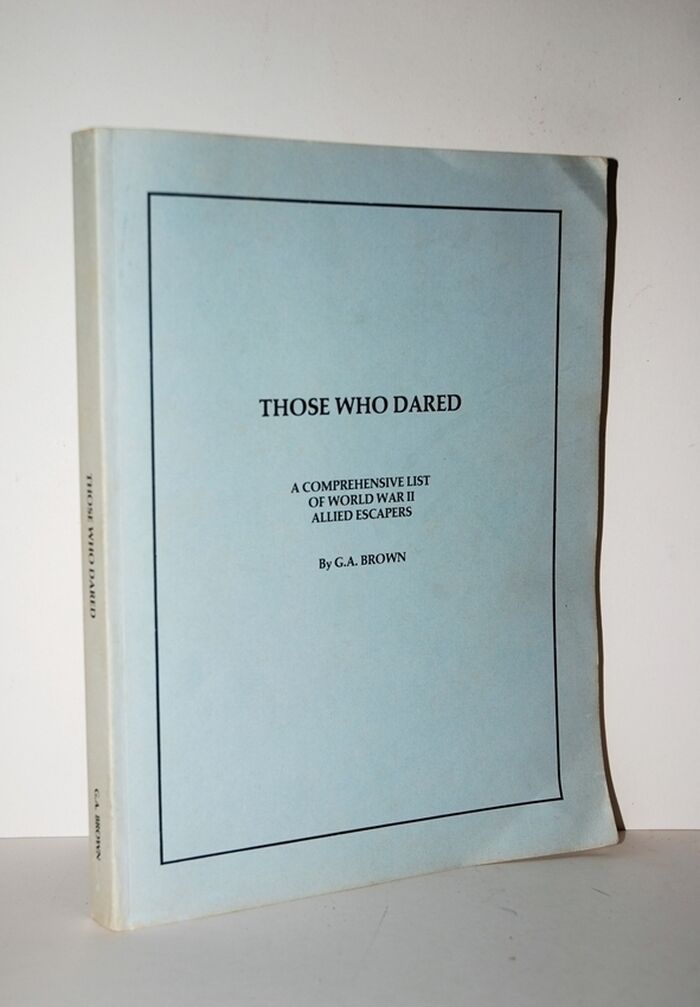 THOSE WHO DARED
A COMPREHENSIVE LIST
OF WORLD WAR II
ALLIED ESCAPERS
By G.A. BROWN
THOSE WHO DARED
G.A. BROWN